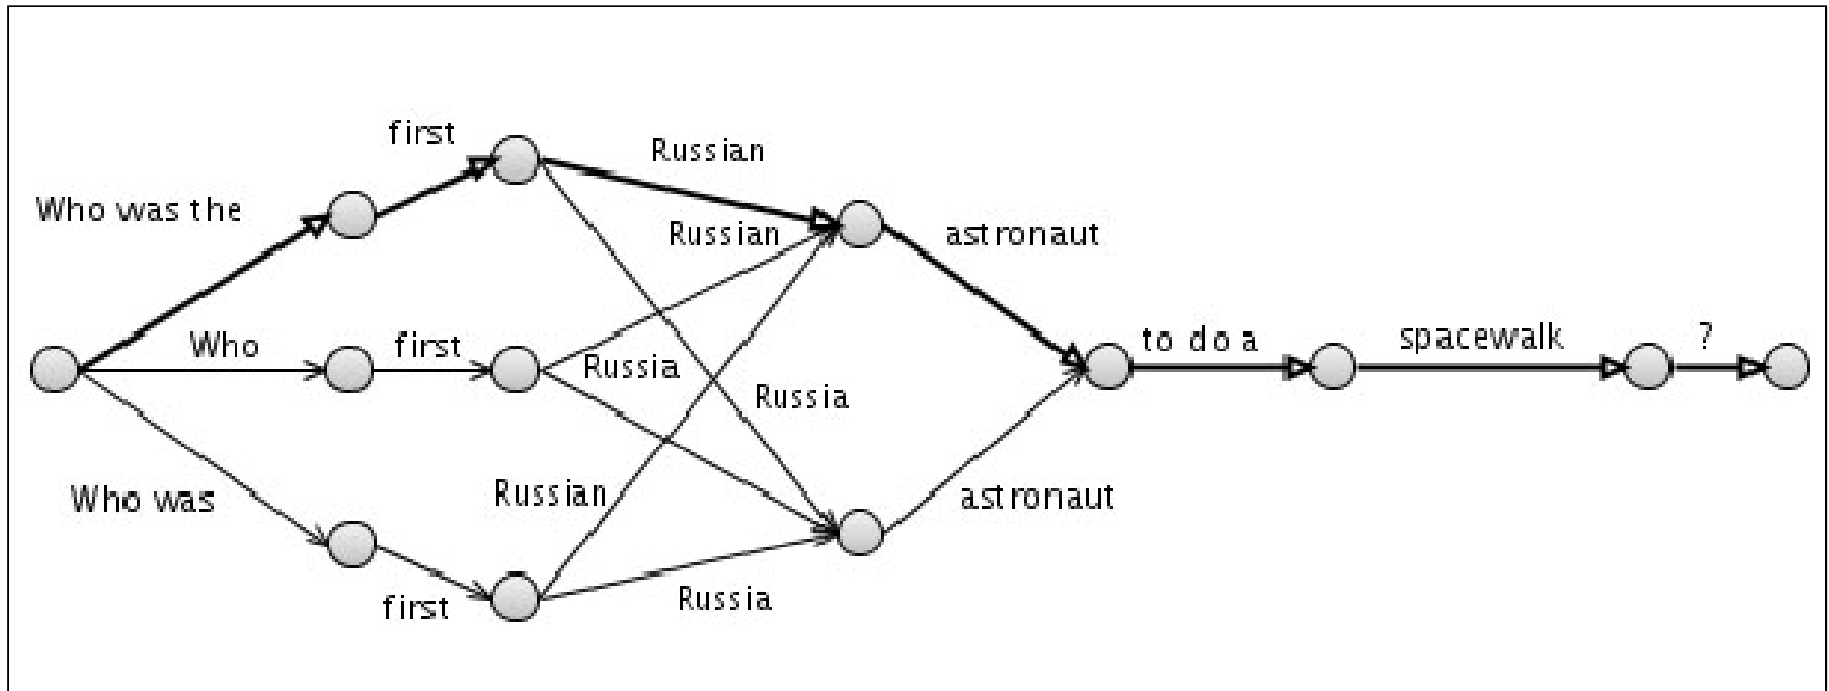 first
Russian
Who was the
Russian
astronaut
Who
first
Russia
Russia
to do a
spacewalk
?
Russian
Who was
astronaut
first
Russia